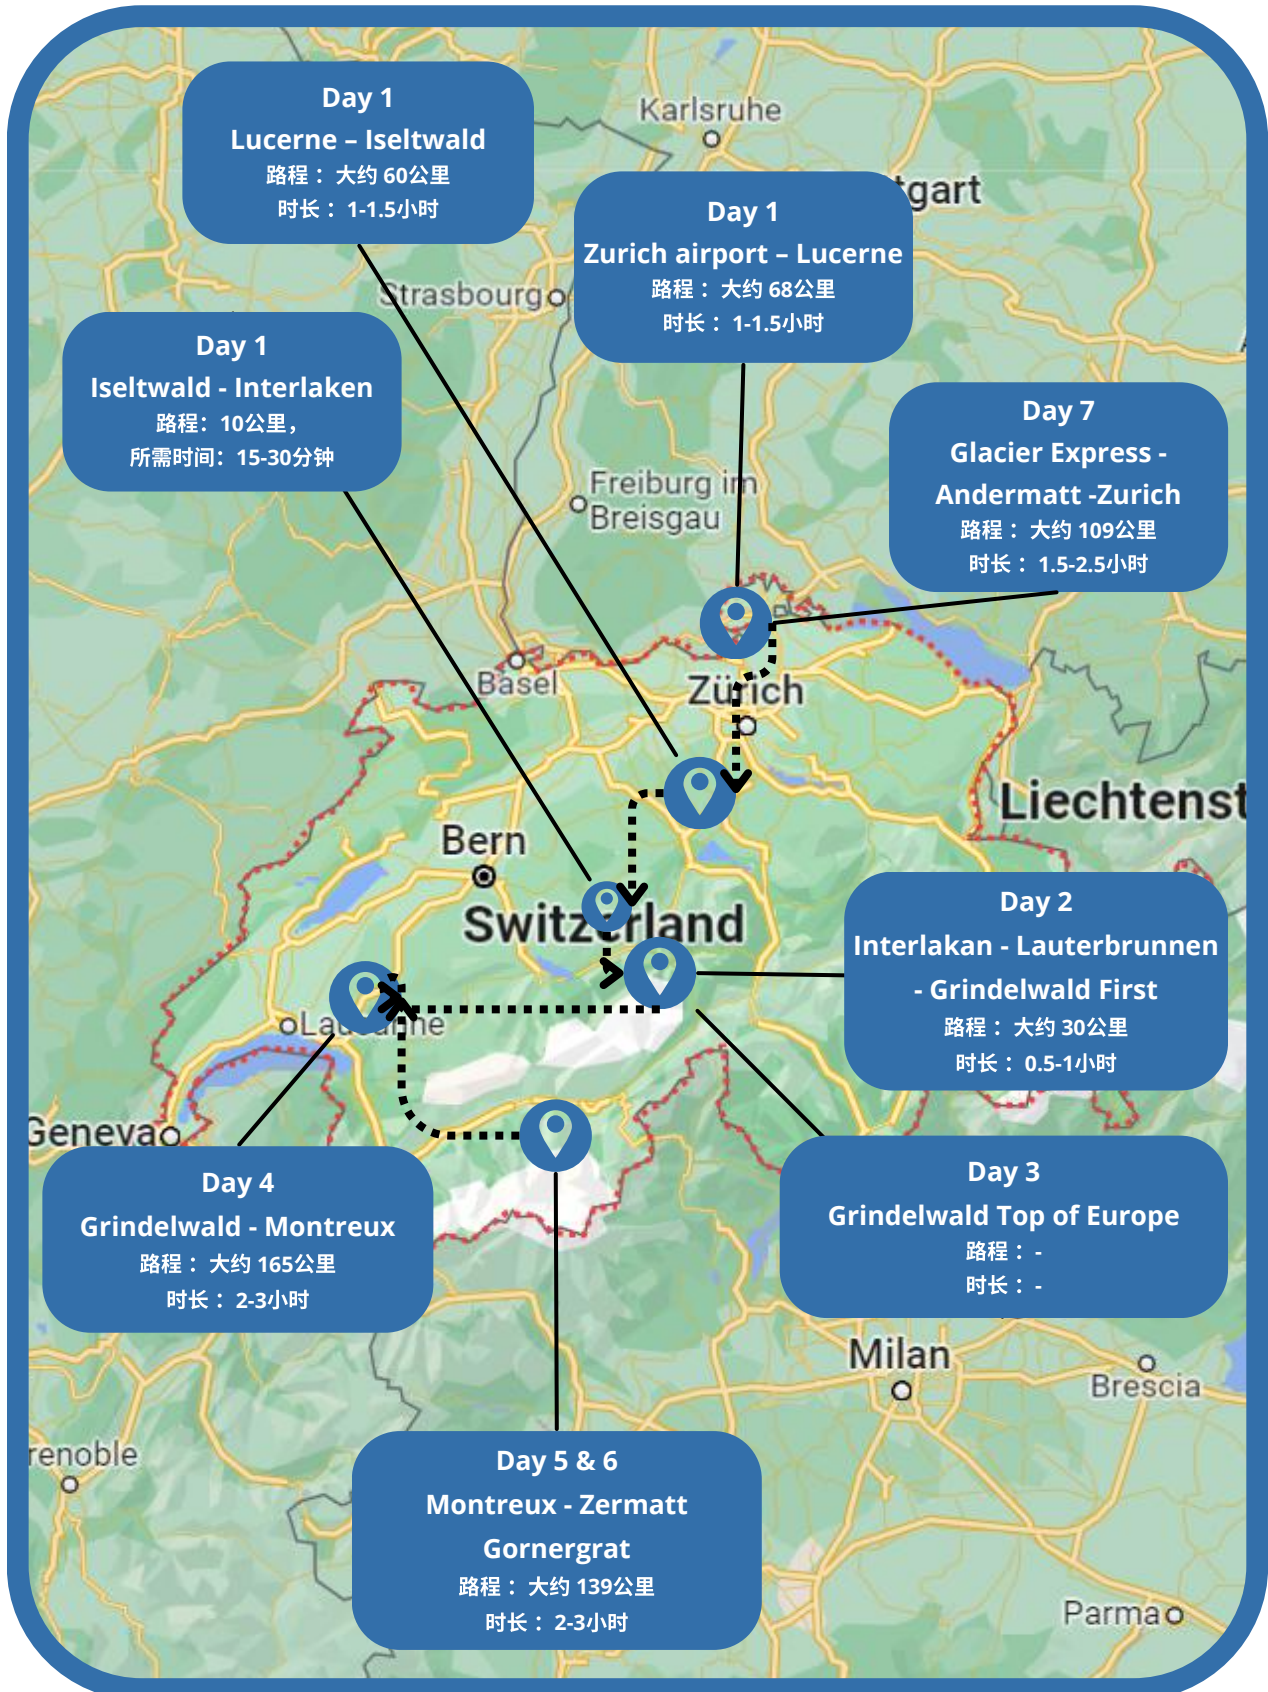 Day 1
Lucerne – Iseltwald
路程： 大约 60公里
时长： 1-1.5小时
Karlsruhe
tgart
Day 1
Zurich airport – Lucerne
路程： 大约 68公里
时长： 1-1.5小时
Strasbourg
Day 1
Iseltwald - Interlaken
路程：10公里，
所需时间：15-30分钟
Day 7
Glacier Express -
Andermatt -Zurich
路程： 大约 109公里
时长： 1.5-2.5小时
Freiburg im
Breisgau
Basel
Zürich
Liechtenst
Bern
Switzerland
Day 2
Interlakan - Lauterbrunnen
- Grindelwald First
路程： 大约 30公里
时长： 0.5-1小时
Lausanne
Geneva
Day 4
Grindelwald - Montreux
路程： 大约 165公里
时长： 2-3小时
Day 3
Grindelwald Top of Europe
路程： -
时长： -
Milan
Brescia
renoble
Day 5 & 6
Montreux - Zermatt
Gornergrat
路程： 大约 139公里
时长： 2-3小时
Parma